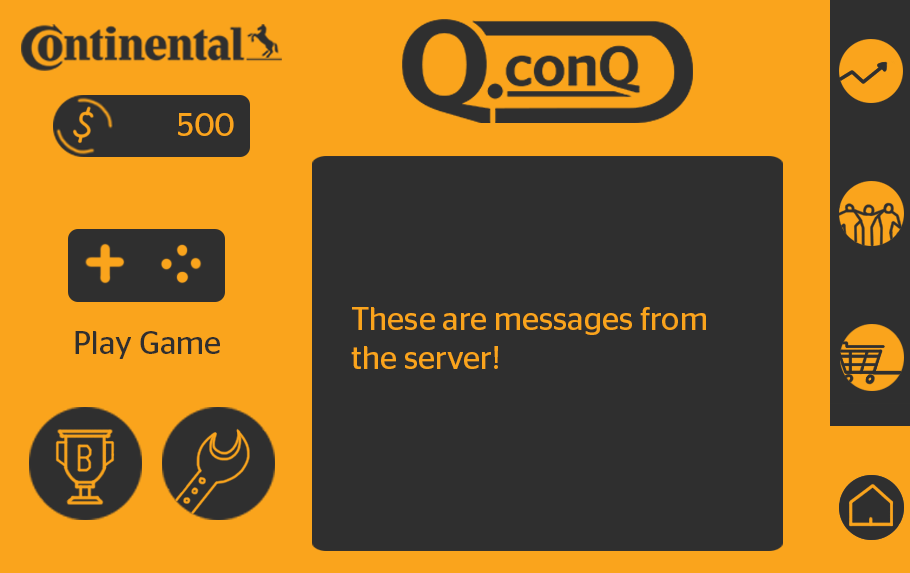 Continental
Q.conQ
$ 500
Play Game
B
These are messages from
the server!